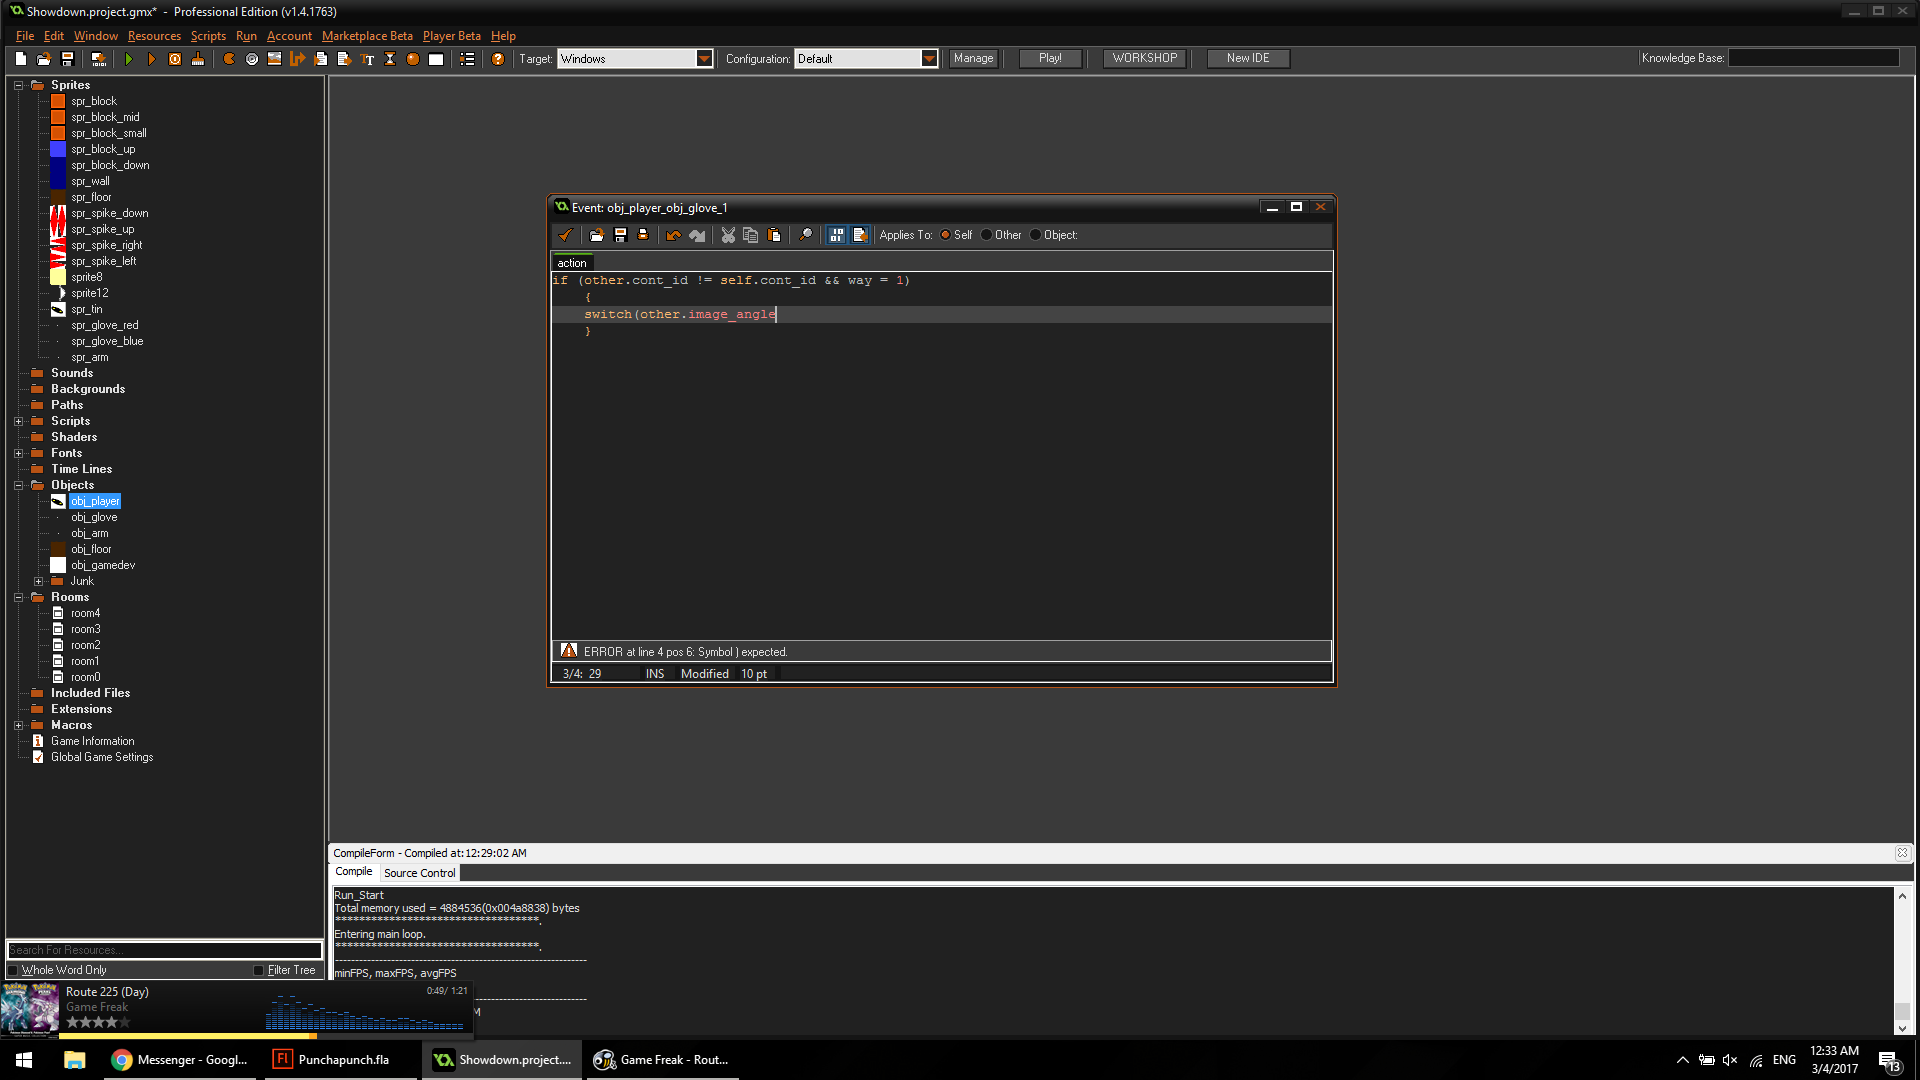 Showdown.project.gmx* - Professional Edition (v1.4.1763)
File Edit Window Resources Scripts Run Account Marketplace Beta Player Beta Help
Target: Windows Configuration: Default Manage Play! WORKSHOP New IDE Knowledge Base:
Sprites
spr_block
spr_block_mid
spr_block_small
spr_block_up
spr_block_down
spr_wall
spr_floor
spr_spike_down
spr_spike_up
spr_spike_right
spr_spike_left
sprite8
sprite12
spr_tin
spr_glove_red
spr_glove_blue
spr_arm
Sounds
Backgrounds
Paths
Scripts
Shaders
Fonts
Time Lines
Objects
obj_player
obj_glove
obj_arm
obj_floor
obj_gamedev
Junk
Rooms
room4
room3
room2
room1
room0
Included Files
Extensions
Macros
Game Information
Global Game Settings
Search For Resources...
Whole Word Only Filter Tree
Event: obj_player_obj_glove_1
Applies To: Self Other Object:
action
if (other.cont_id != self.cont_id && way = 1)
{
switch(other.image_angle
}
ERROR at line 4 pos 6: Symbol ) expected.
3/4: 29 INS Modified 10 pt
CompileForm - Compiled at: 12:29:02 AM
Compile Source Control
Run_Start
Total memory used = 4884536(0x004a8838) bytes
**********************************.
Entering main loop.
**********************************.
minFPS, maxFPS, avgFPS
M
Route 225 (Day) 0:49/ 1:21
Game Freak
Messenger - Googl... Punchapunch.fla Showdown.project.... Game Freak - Rout...
ENG 12:33 AM
3/4/2017
13